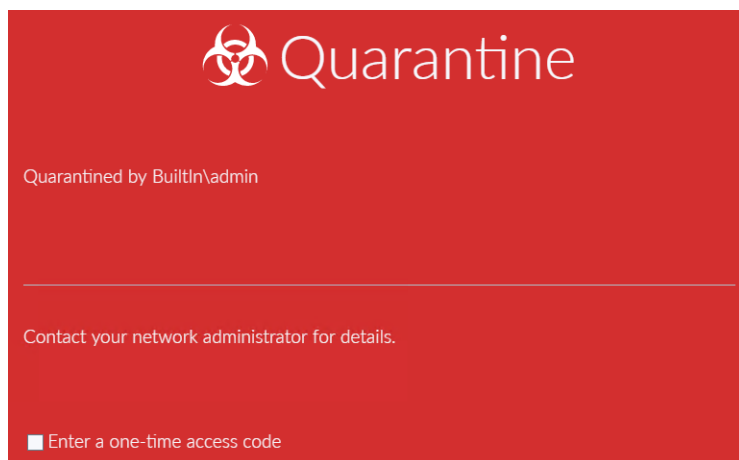 Quarantine
Quarantined by BuiltIn\admin
Contact your network administrator for details.
Enter a one-time access code